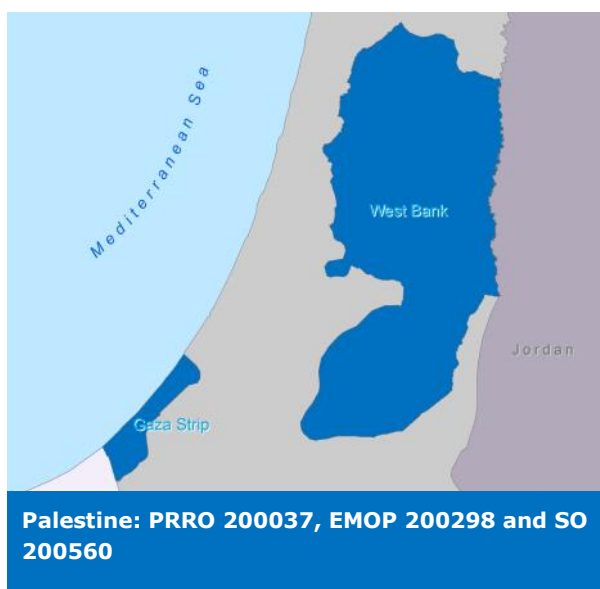 Mediterranean Sea
West Bank
Jordan
Gaza Strip
Palestine: PRRO 200037, EMOP 200298 and SO
200560